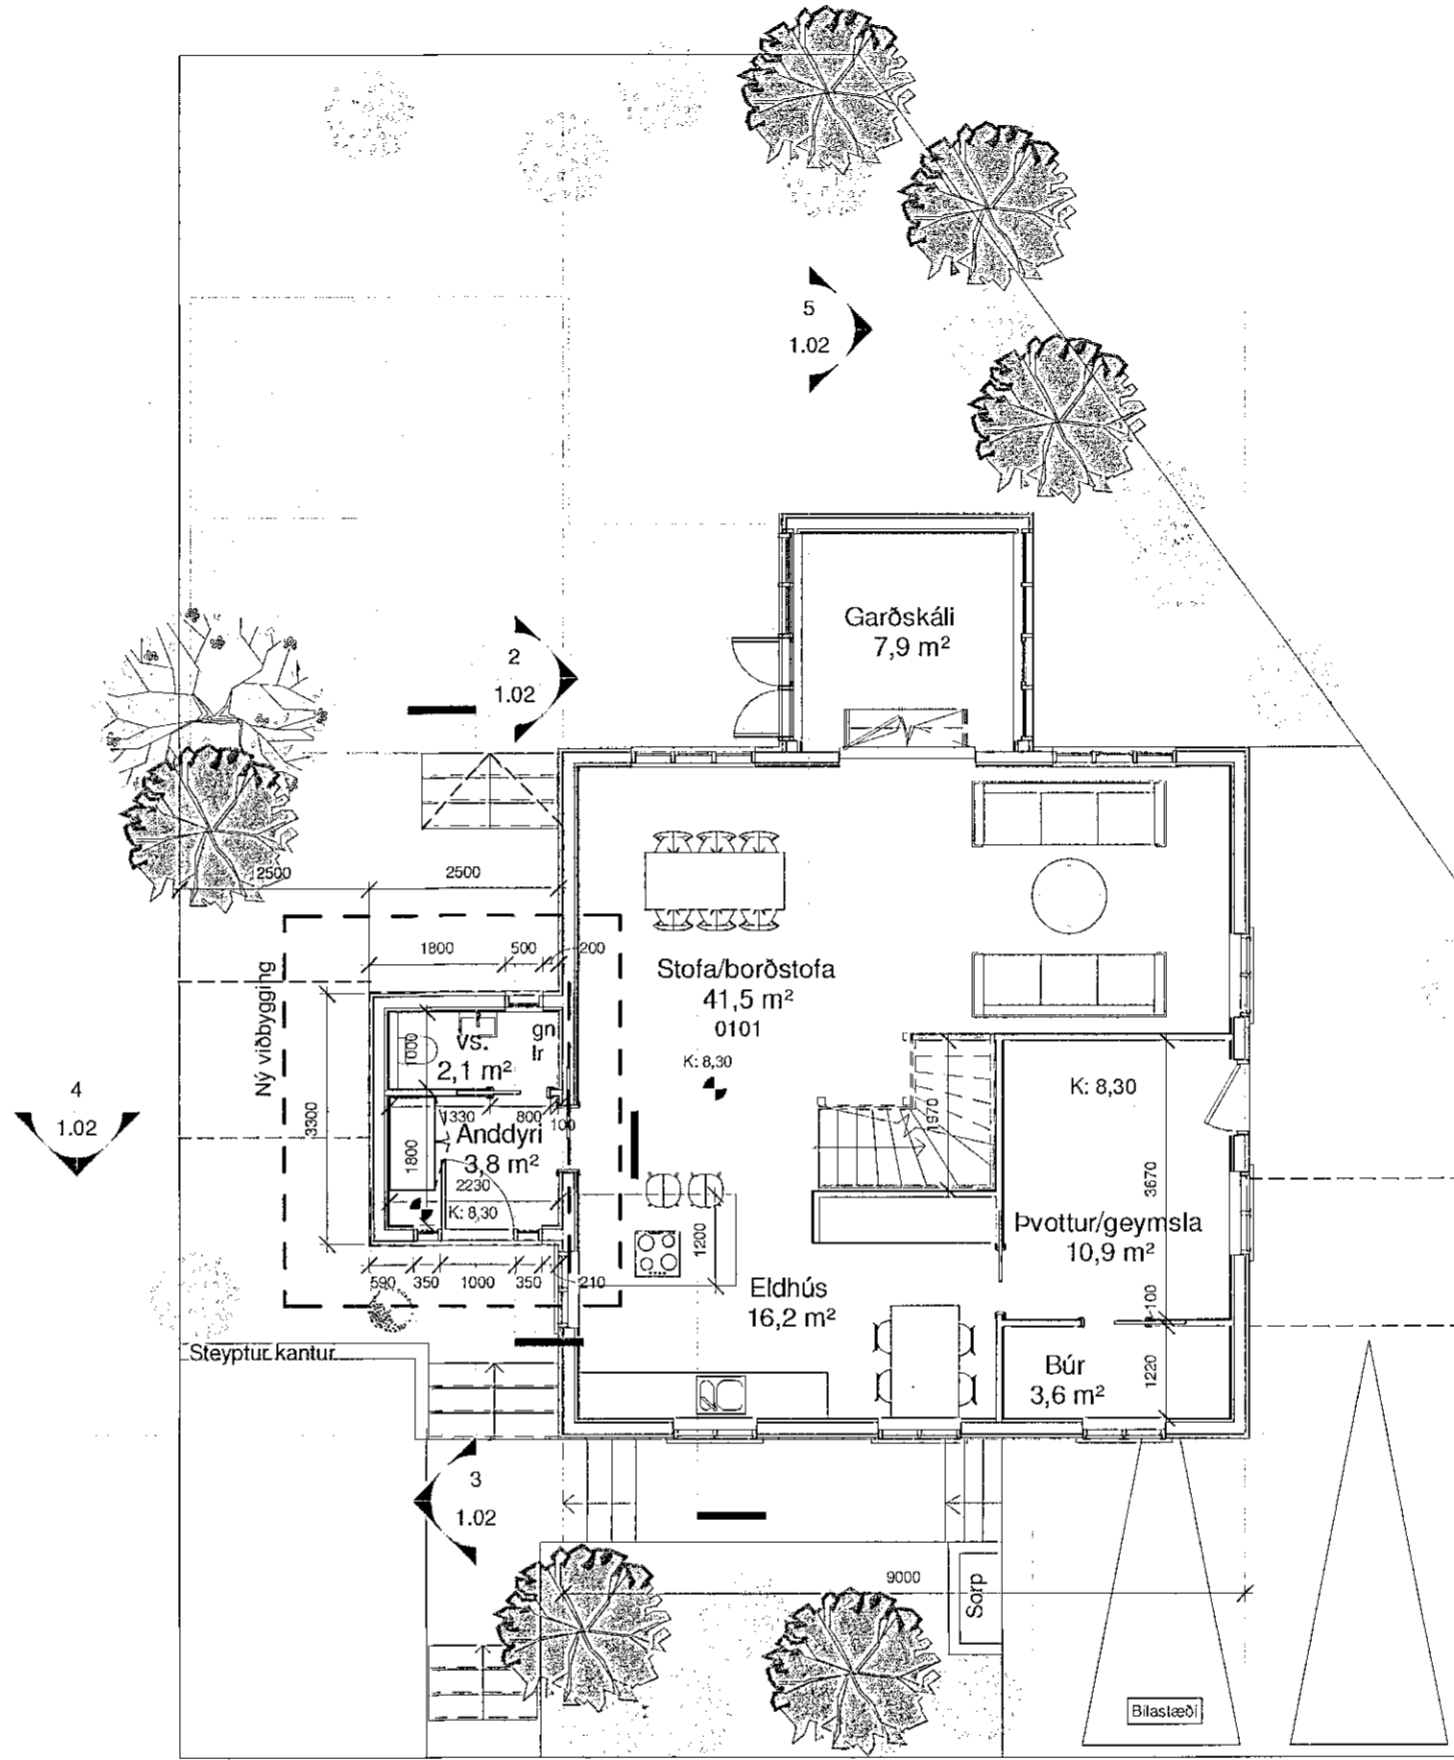 5
1.02
Garðskáli
7,9 m²
2
1.02
2500
2500
1800
500
200
Ný viðbygging
Stofa/borðstofa
41,5 m²
0101
K: 8,30
gn
lr
vs.
2,1 m²
1000
3300
4
1.02
1330
800
100
Anddyri
3,8 m²
1800
2230
K: 8,30
1970
K: 8,30
3670
Þvottur/geymsla
10,9 m²
1200
590
350
1000
350
210
Eldhús
16,2 m²
100
Búr
3,6 m²
1220
Steyptur kantur
3
1.02
9000
Sorp
Bílastæði